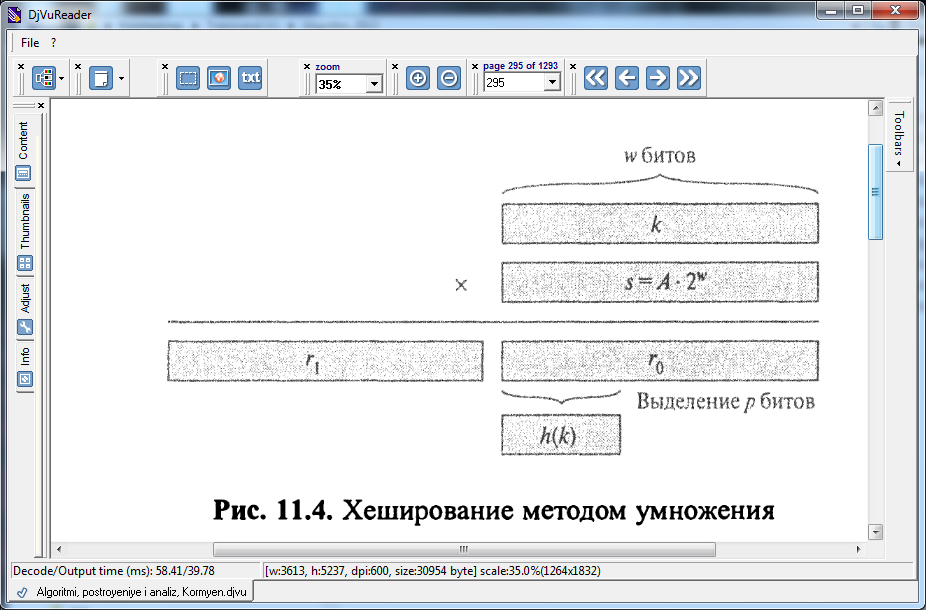 DjVuReader
File ?
zoom
35%
page 295 of 1293
295
txt
Content
Thumbnails
Adjust
Info
Toolbars
w битов
k
×
s = A · 2^w
r₁
r₀
Выделение p битов
h(k)
Рис. 11.4. Хеширование методом умножения
Decode/Output time (ms): 58.41/39.78
[w:3613, h:5237, dpi:600, size:30954 byte] scale:35.0%(1264x1832)
Algoritmi, postroyeniye i analiz, Kormyen.djvu